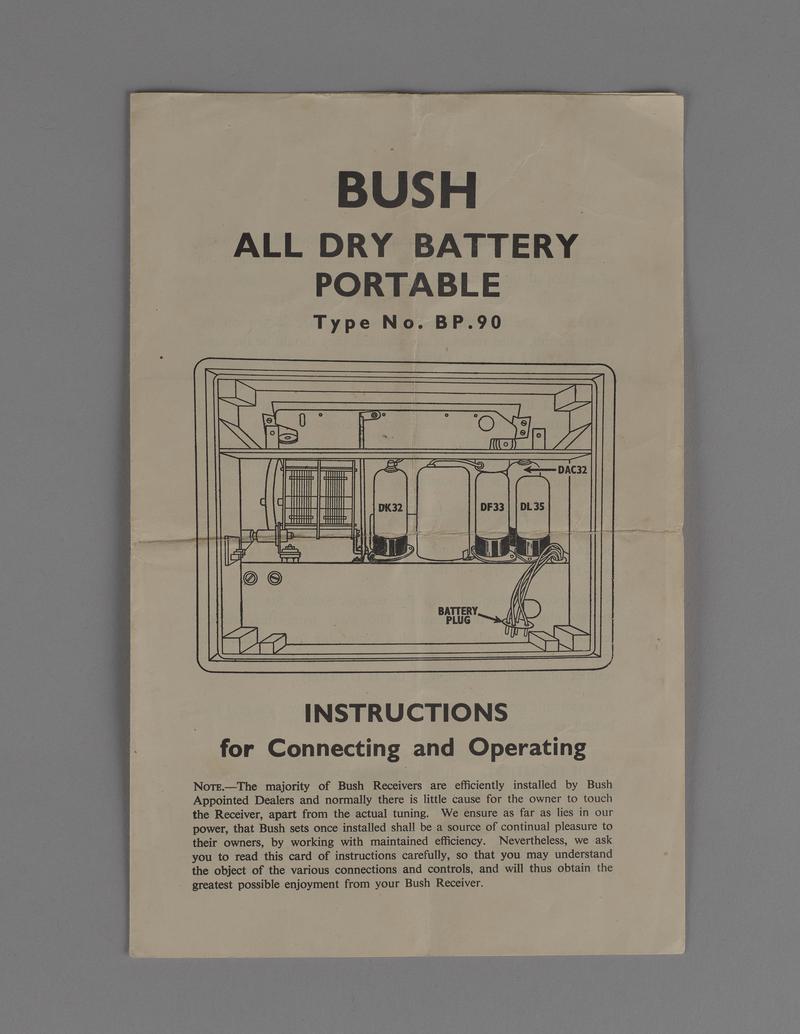 BUSH
ALL DRY BATTERY
PORTABLE
Type No. BP.90
DAC32
DK32
DF33
DL35
BATTERY
PLUG
INSTRUCTIONS
for Connecting and Operating
NOTE.—The majority of Bush Receivers are efficiently installed by Bush
Appointed Dealers and normally there is little cause for the owner to touch
the Receiver, apart from the actual tuning. We ensure as far as lies in our
power, that Bush sets once installed shall be a source of continual pleasure to
their owners, by working with maintained efficiency. Nevertheless, we ask
you to read this card of instructions carefully, so that you may understand
the object of the various connections and controls, and will thus obtain the
greatest possible enjoyment from your Bush Receiver.